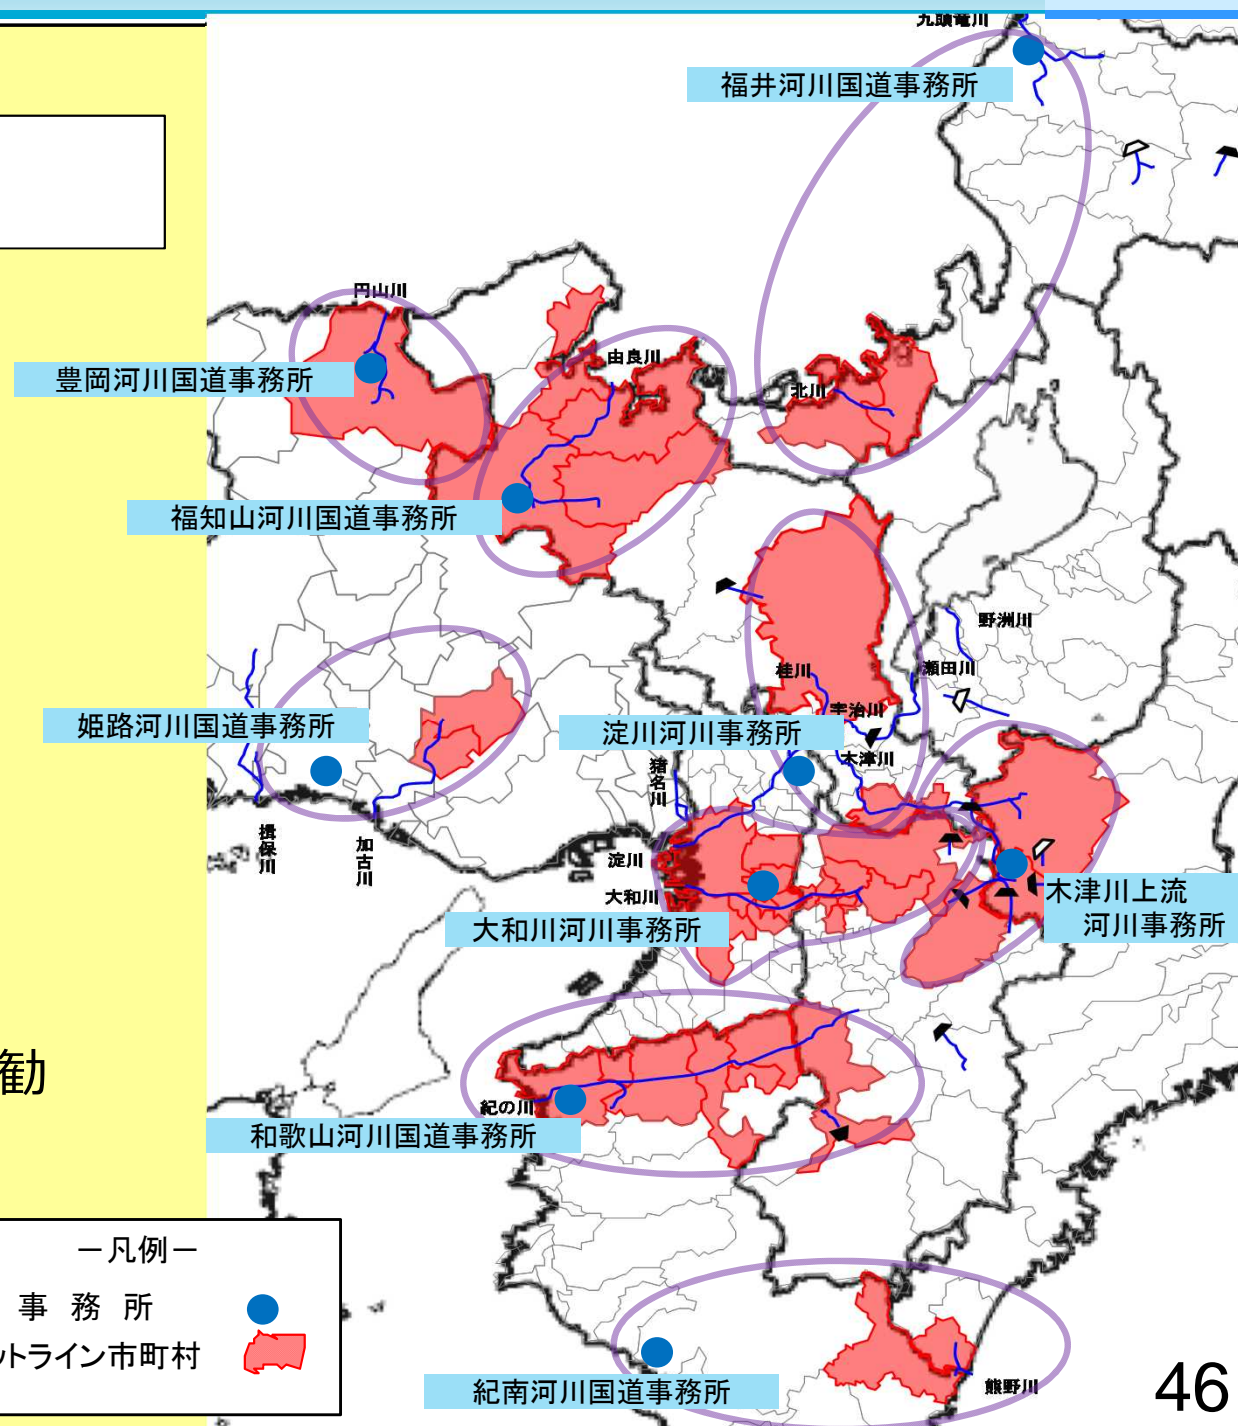 九頭竜川
福井河川国道事務所
円山川
由良川
豊岡河川国道事務所
北川
福知山河川国道事務所
野洲川
瀬田川
桂川
宇治川
姫路河川国道事務所
淀川河川事務所
木津川
猪名川
揖保川
加古川
淀川
大和川
木津川上流
河川事務所
大和川河川事務所
勧
紀の川
和歌山河川国道事務所
－凡例－
事 務 所
ットライン市町村
紀南河川国道事務所
熊野川
46